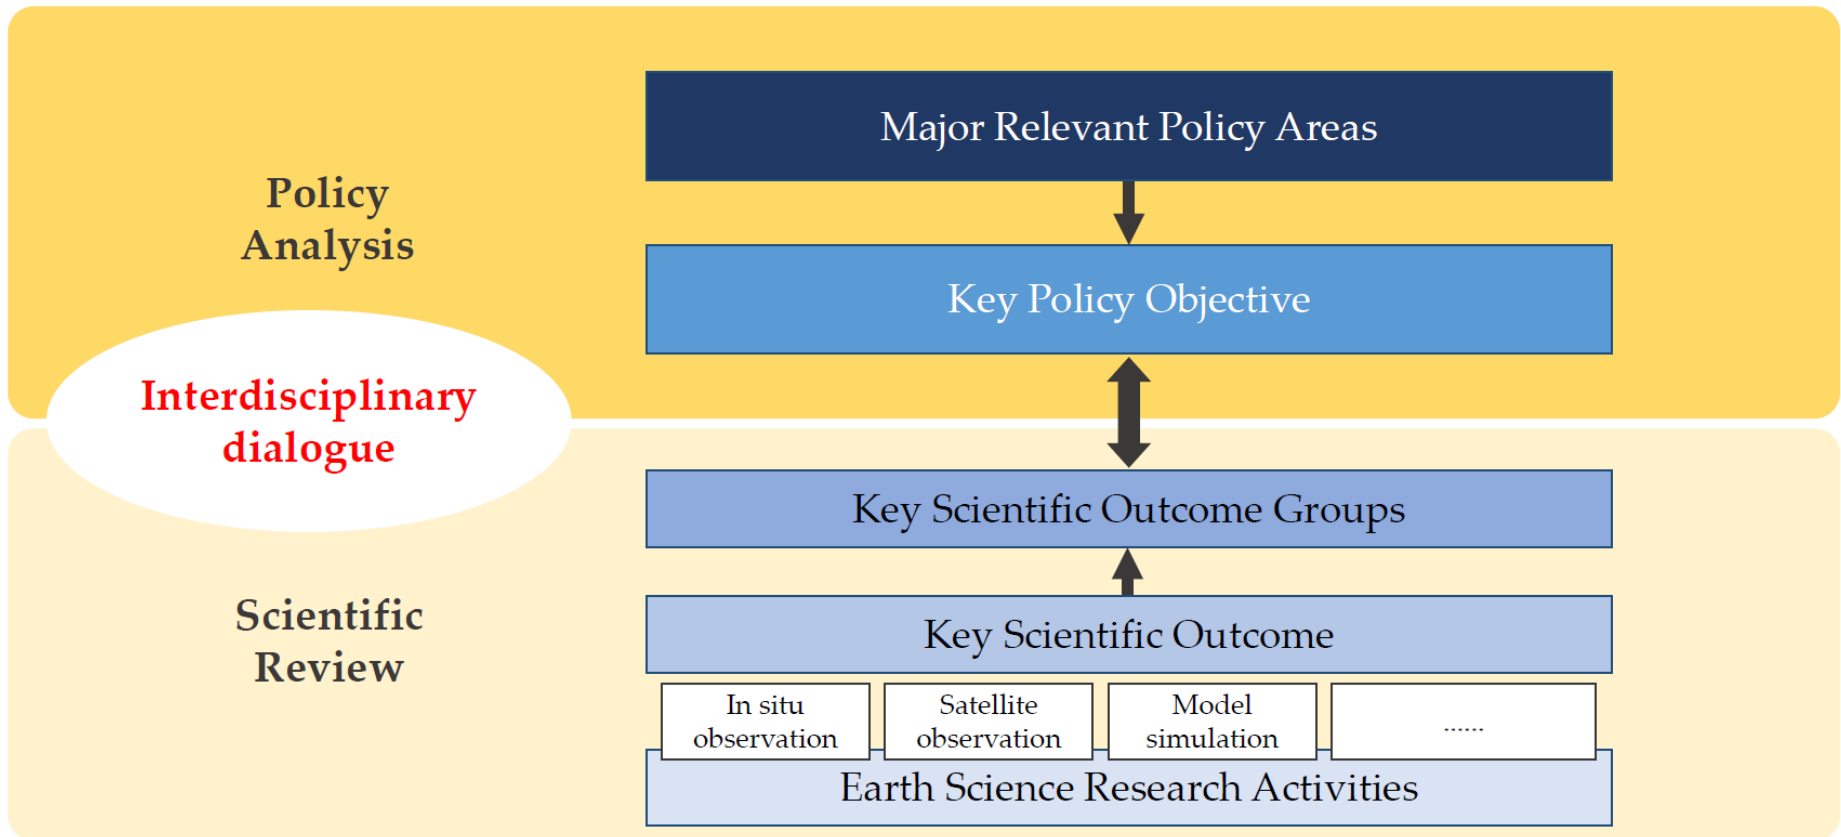 Major Relevant Policy Areas
Policy
Analysis
Key Policy Objective
Interdisciplinary
dialogue
Key Scientific Outcome Groups
Scientific
Review
Key Scientific Outcome
In situ
observation
Satellite
observation
Model
simulation
......
Earth Science Research Activities